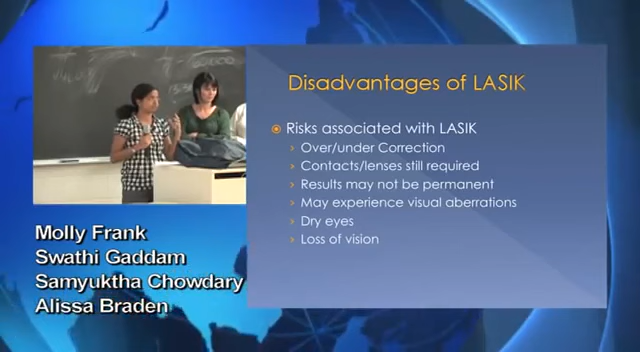 Disadvantages of LASIK
Risks associated with LASIK
Over/under Correction
Contacts/lenses still required
Results may not be permanent
May experience visual aberrations
Dry eyes
Loss of vision
Molly Frank
Swathi Gaddam
Samyuktha Chowdary
Alissa Braden